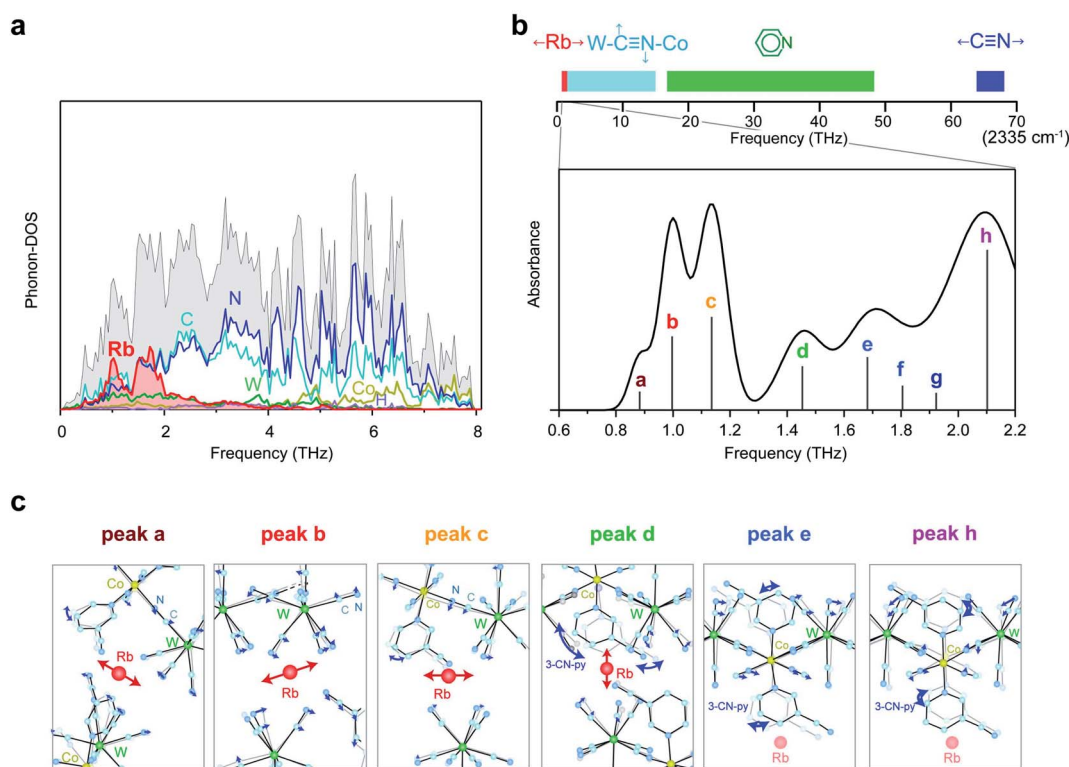 a
Phonon-DOS
Rb
C
N
W
Co
H
0 2 4 6 8
Frequency (THz)
b
←Rb→
W-C≡N-Co
N
←C≡N→
0 10 20 30 40 50 60 70
Frequency (THz)
(2335 cm⁻¹)
Absorbance
a
b
c
d
e
f
g
h
0.6 0.8 1.0 1.2 1.4 1.6 1.8 2.0 2.2
Frequency (THz)
c
peak a
peak b
peak c
peak d
peak e
peak h
Co
N
C
W
Rb
W
Co
W
C N
Rb
W
Co
N
C
W
Rb
W
Co
W
3-CN-py
Rb
W
W
Co
3-CN-py
Rb
W
W
Co
3-CN-py
Rb